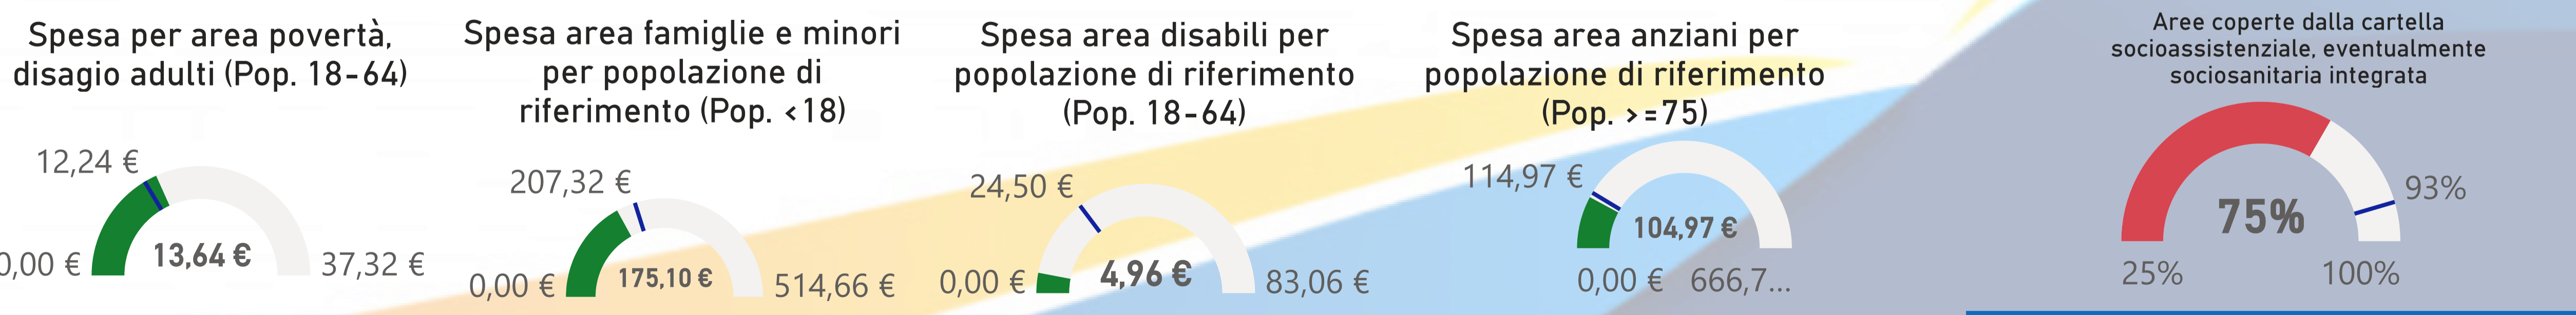 Spesa per area povertà,
disagio adulti (Pop. 18-64)
12,24 €
0,00 €
13,64 €
37,32 €
Spesa area famiglie e minori
per popolazione di
riferimento (Pop. <18)
207,32 €
0,00 €
175,10 €
514,66 €
Spesa area disabili per
popolazione di riferimento
(Pop. 18-64)
24,50 €
0,00 €
4,96 €
83,06 €
Spesa area anziani per
popolazione di riferimento
(Pop. >=75)
114,97 €
104,97 €
0,00 €
666,7...
Aree coperte dalla cartella
socioassistenziale, eventualmente
sociosanitaria integrata
93%
75%
25%
100%